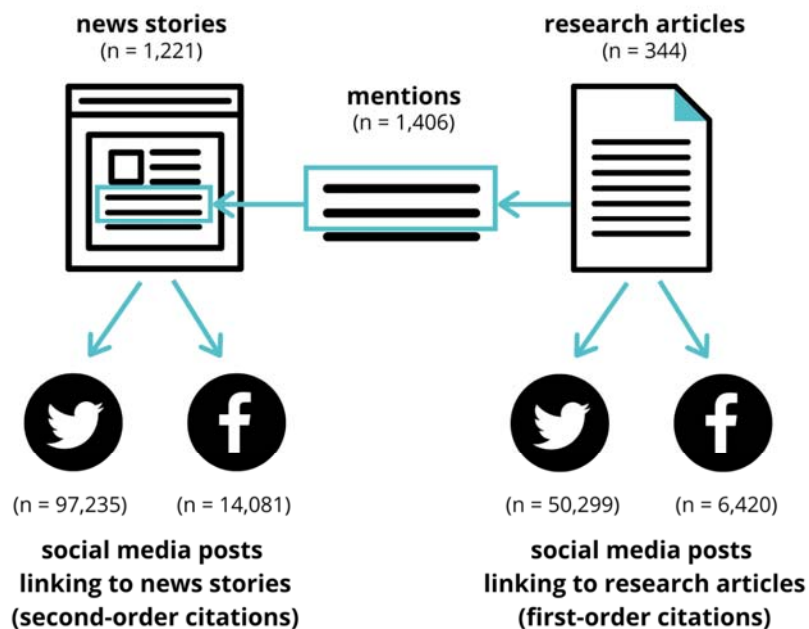 news stories
(n = 1,221)
research articles
(n = 344)
mentions
(n = 1,406)
(n = 97,235)
(n = 14,081)
(n = 50,299)
(n = 6,420)
social media posts
linking to news stories
(second-order citations)
social media posts
linking to research articles
(first-order citations)